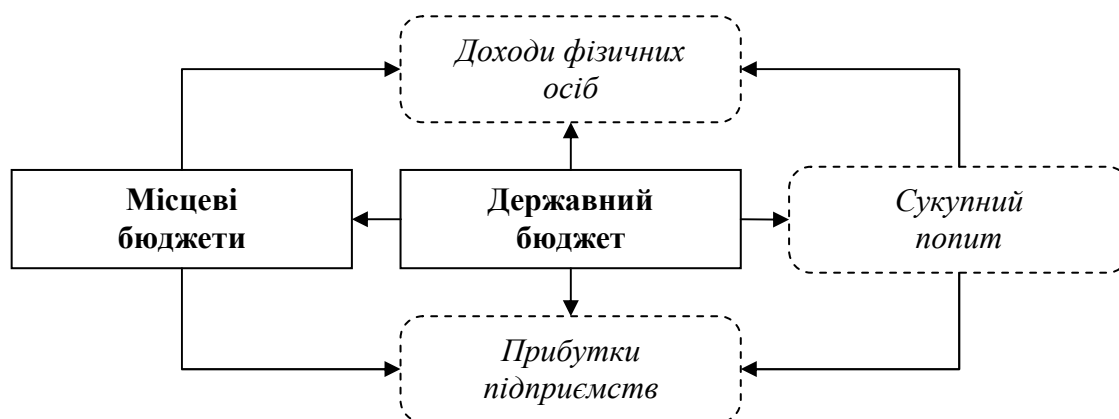 Доходи фізичних
осіб
Місцеві
бюджети
Державний
бюджет
Сукупний
попит
Прибутки
підприємств